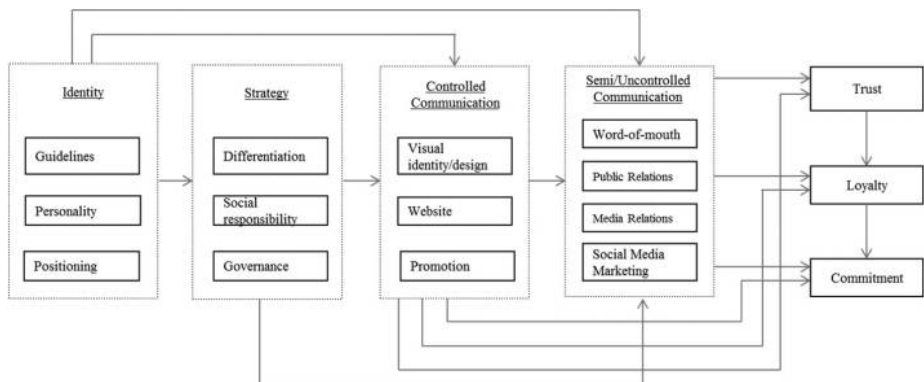 Identity
Guidelines
Personality
Positioning
Strategy
Differentiation
Social
responsibility
Governance
Controlled
Communication
Visual
identity/design
Website
Promotion
Semi/Uncontrolled
Communication
Word-of-mouth
Public Relations
Media Relations
Social Media
Marketing
Trust
Loyalty
Commitment